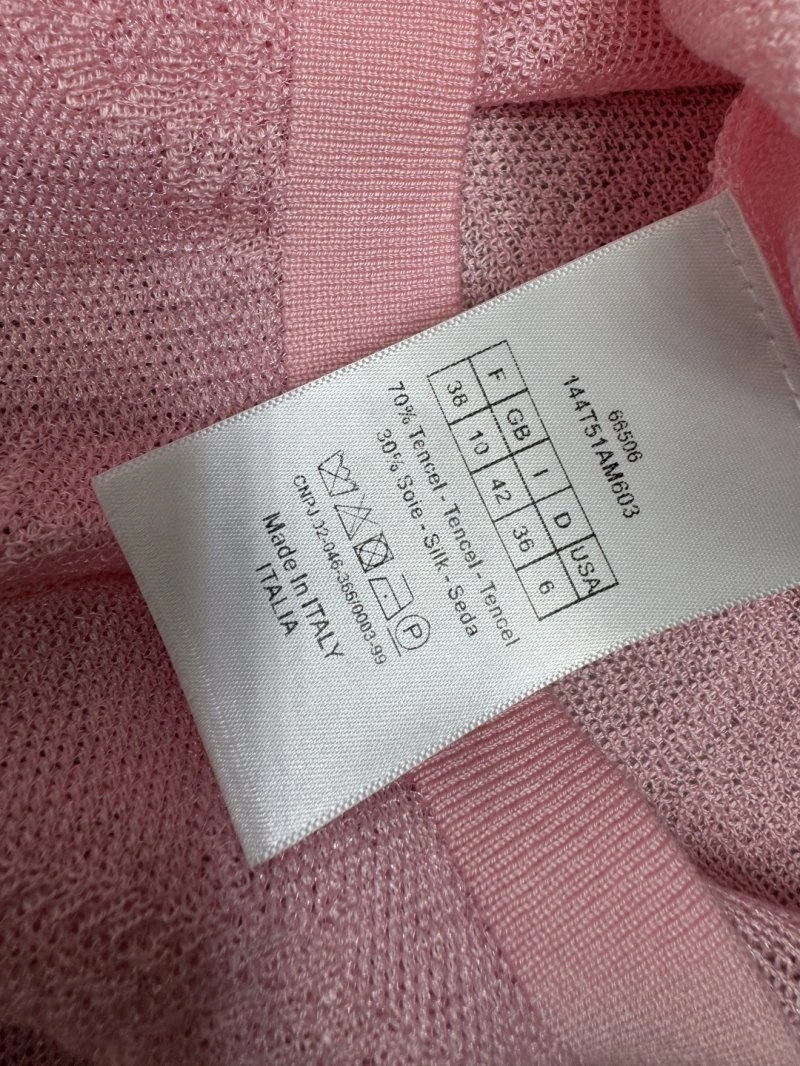 66506
144T51AM603
F GB I D USA
38 10 42 36 6
70% Tencel - Tencel - Tencel
30% Soie - Silk - Seda
P
CNPJ.02-046-366/0003-99
Made In ITALY
ITALIA